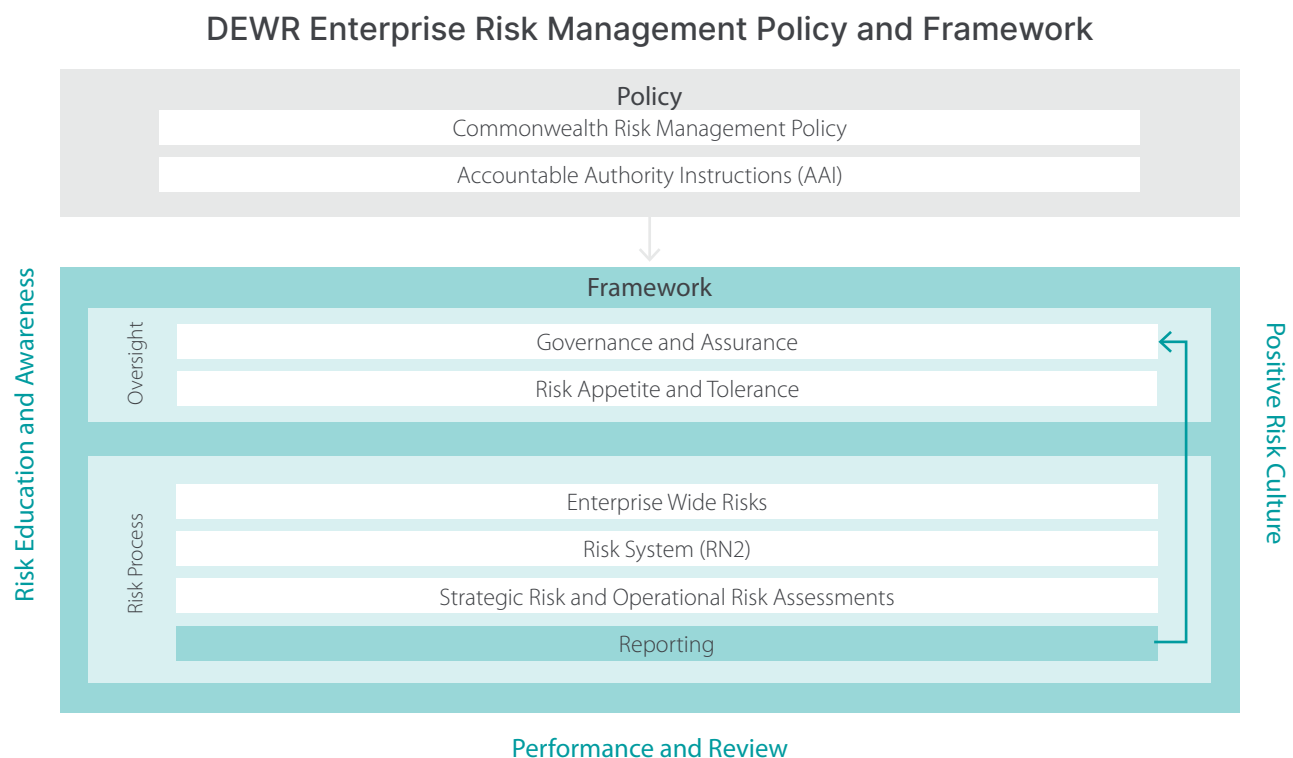 DEWR Enterprise Risk Management Policy and Framework
Policy
Commonwealth Risk Management Policy
Accountable Authority Instructions (AAI)
Risk Education and Awareness
Framework
Oversight
Governance and Assurance
Risk Appetite and Tolerance
Risk Process
Enterprise Wide Risks
Risk System (RN2)
Strategic Risk and Operational Risk Assessments
Reporting
Positive Risk Culture
Performance and Review